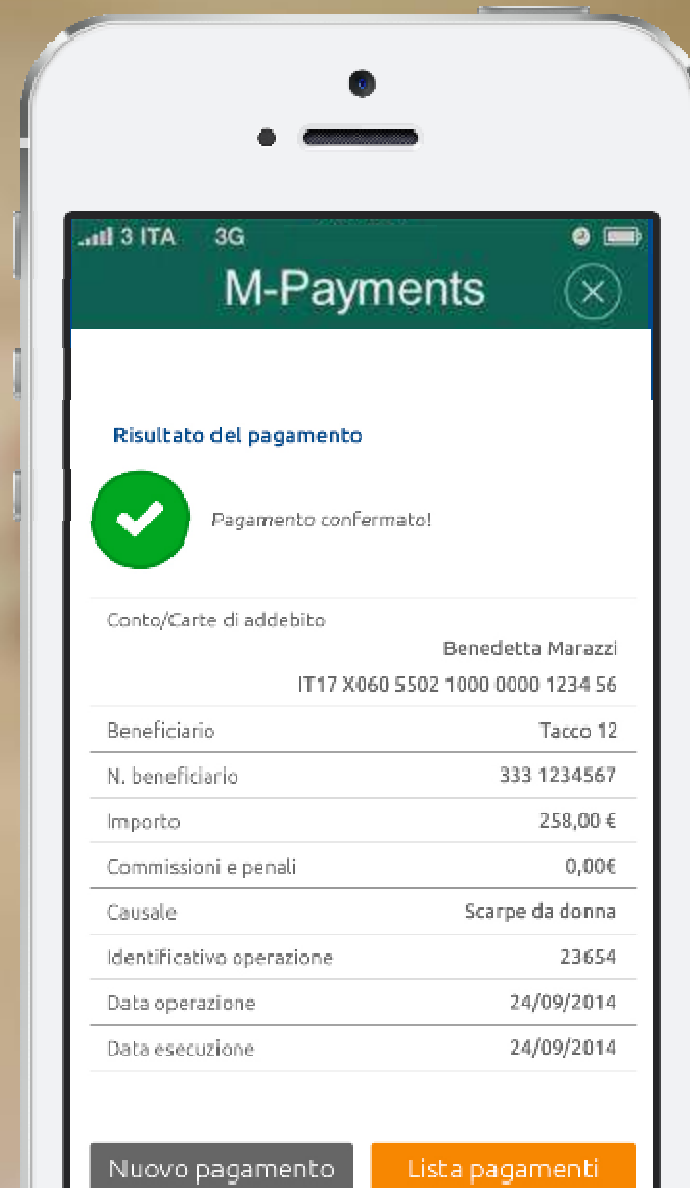 3 ITA 3G
M-Payments
Risultato del pagamento
Pagamento confermato!
Conto/Carte di addebito
Benedetta Marazzi
IT17 X060 5502 1000 0000 1234 56
Beneficiario Tacco 12
N. beneficiario 333 1234567
Importo 258,00 €
Commissioni e penali 0,00€
Causale Scarpe da donna
Identificativo operazione 23654
Data operazione 24/09/2014
Data esecuzione 24/09/2014
Nuovo pagamento Lista pagamenti